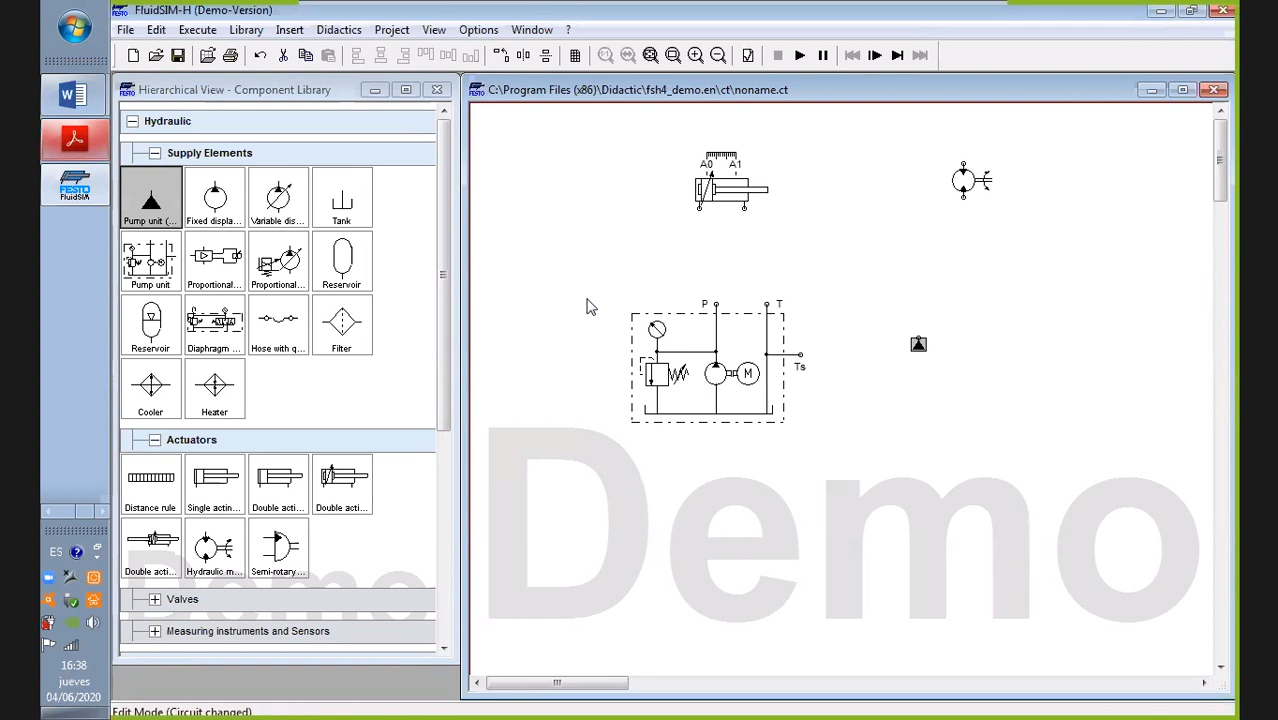 FluidSIM-H (Demo-Version)
File Edit Execute Library Insert Draw Didactics Project View Options Window ?
Hierarchical View - Component Library
Hydraulic
Supply Elements
Pump unit (... Fixed displa... Variable dis... Tank
Pump unit Proportional... Proportional... Reservoir
Reservoir Diaphragm ... Hose with q... Filter
Cooler Heater
Actuators
Distance rule Single actin... Double acti... Double acti...
Double acti... Hydraulic m... Semi-rotary...
Valves
Measuring instruments and Sensors
C:\Program Files (x86)\Didactic\fsh4_demo.en\ct\noname.ct
A0 A1
P T
M
Ts
Demo
FESTO
FluidSIM
ES
16:38
jueves
04/06/2020
Edit Mode (Circuit changed)